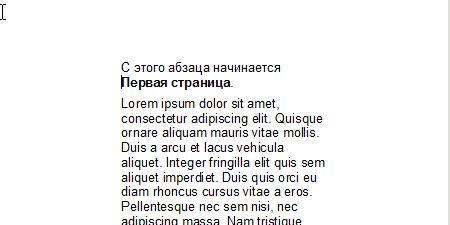 С этого абзаца начинается
Первая страница.
Lorem ipsum dolor sit amet,
consectetur adipiscing elit. Quisque
ornare aliquam mauris vitae mollis.
Duis a arcu et lacus vehicula
aliquet. Integer fringilla elit quis sem
aliquet imperdiet. Duis quis orci eu
diam rhoncus cursus vitae a eros.
Pellentesque nec sem nisi, nec
adipiscing massa. Nam tristique